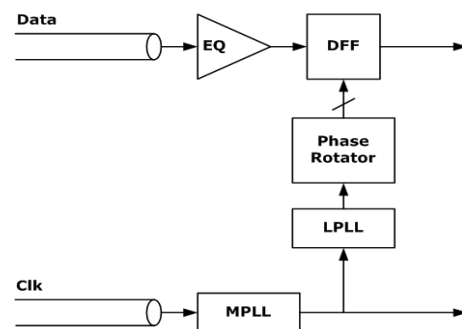 Data
EQ
DFF
Phase
Rotator
LPLL
Clk
MPLL